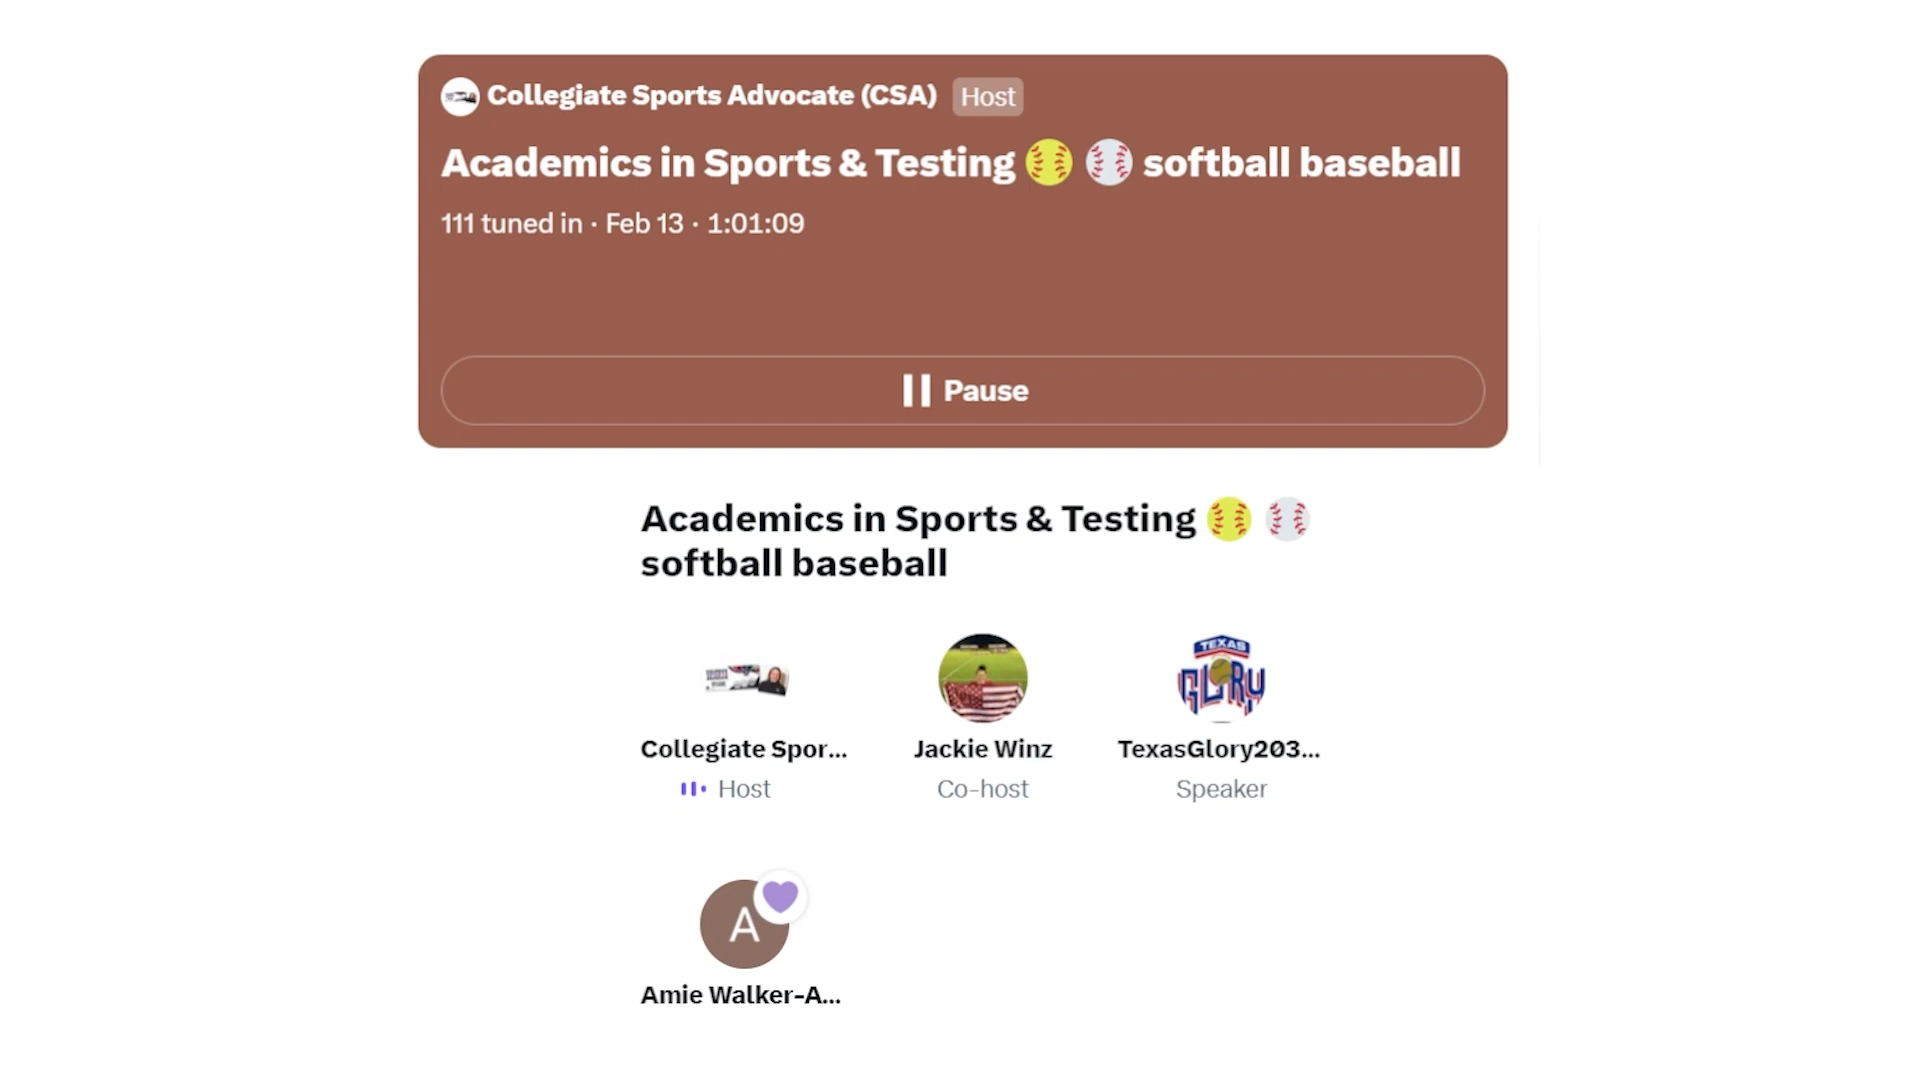 Collegiate Sports Advocate (CSA) Host
Academics in Sports & Testing 🥎 ⚾ softball baseball
111 tuned in · Feb 13 · 1:01:09
Pause
Academics in Sports & Testing 🥎 ⚾
softball baseball
TEXAS
GLORY
Collegiate Spor... Jackie Winz TexasGlory203...
Host Co-host Speaker
A
Amie Walker-A...